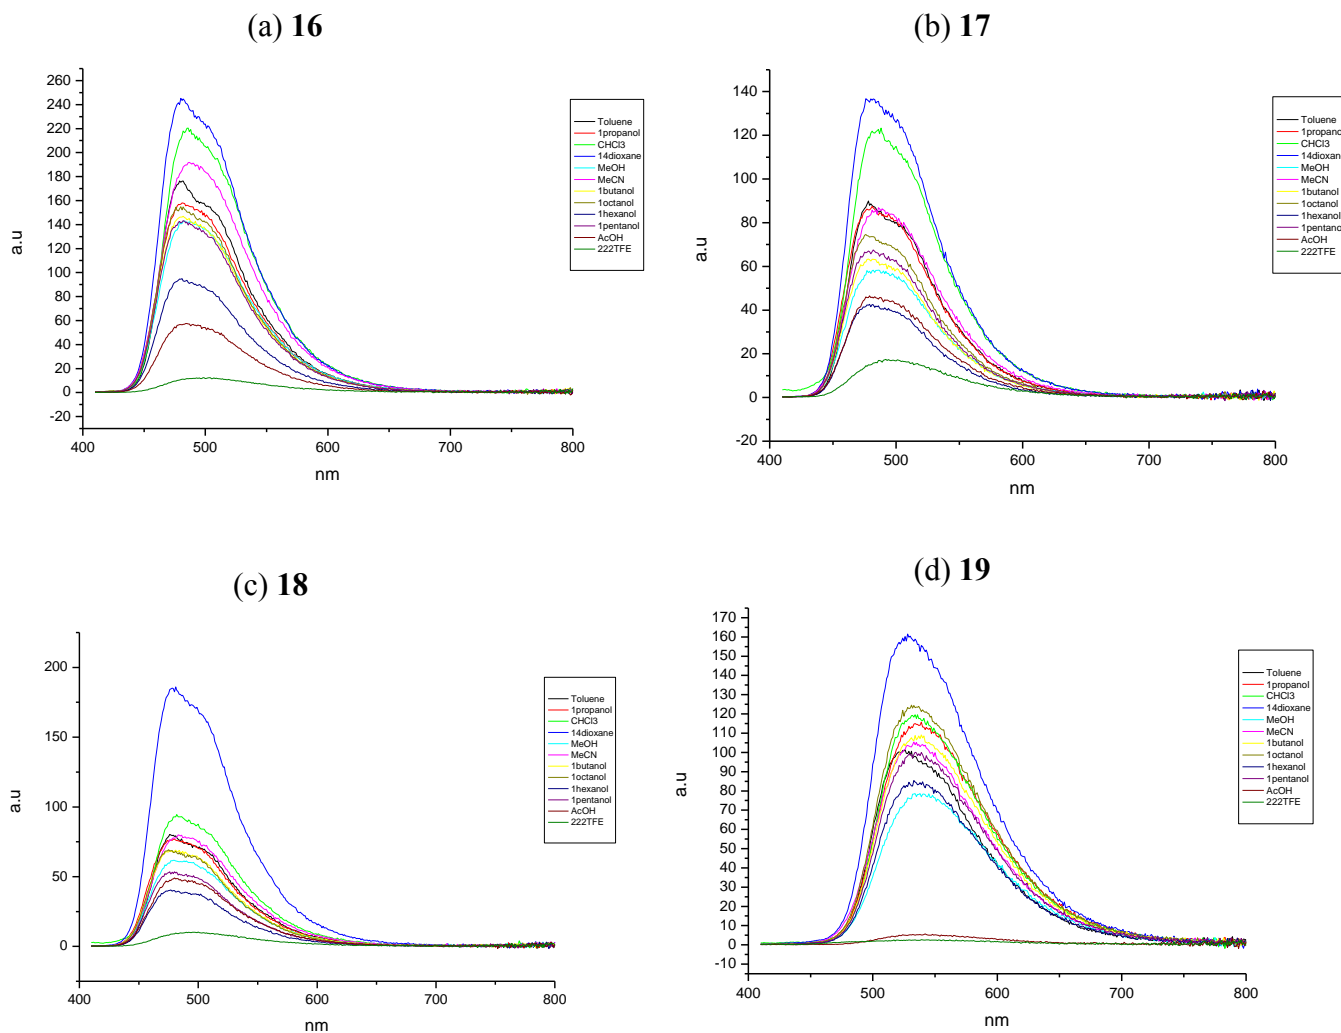 (a) 16
260
240
220
200
180
160
140
120
100
80
60
40
20
0
-20
a.u
400 500 600 700 800
nm
Toluene
1propanol
CHCl3
14dioxane
MeOH
MeCN
1butanol
1octanol
1hexanol
1pentanol
AcOH
222TFE
(b) 17
140
120
100
80
60
40
20
0
-20
a.u
400 500 600 700 800
nm
Toluene
1propanol
CHCl3
14dioxane
MeOH
MeCN
1butanol
1octanol
1hexanol
1pentanol
AcOH
222TFE
(c) 18
200
150
100
50
0
a.u
400 500 600 700 800
nm
Toluene
1propanol
CHCl3
14dioxane
MeOH
MeCN
1butanol
1octanol
1hexanol
1pentanol
AcOH
222TFE
(d) 19
170
160
150
140
130
120
110
100
90
80
70
60
50
40
30
20
10
0
-10
a.u
400 500 600 700 800
nm
Toluene
1propanol
CHCl3
14dioxane
MeOH
MeCN
1butanol
1octanol
1hexanol
1pentanol
AcOH
222TFE